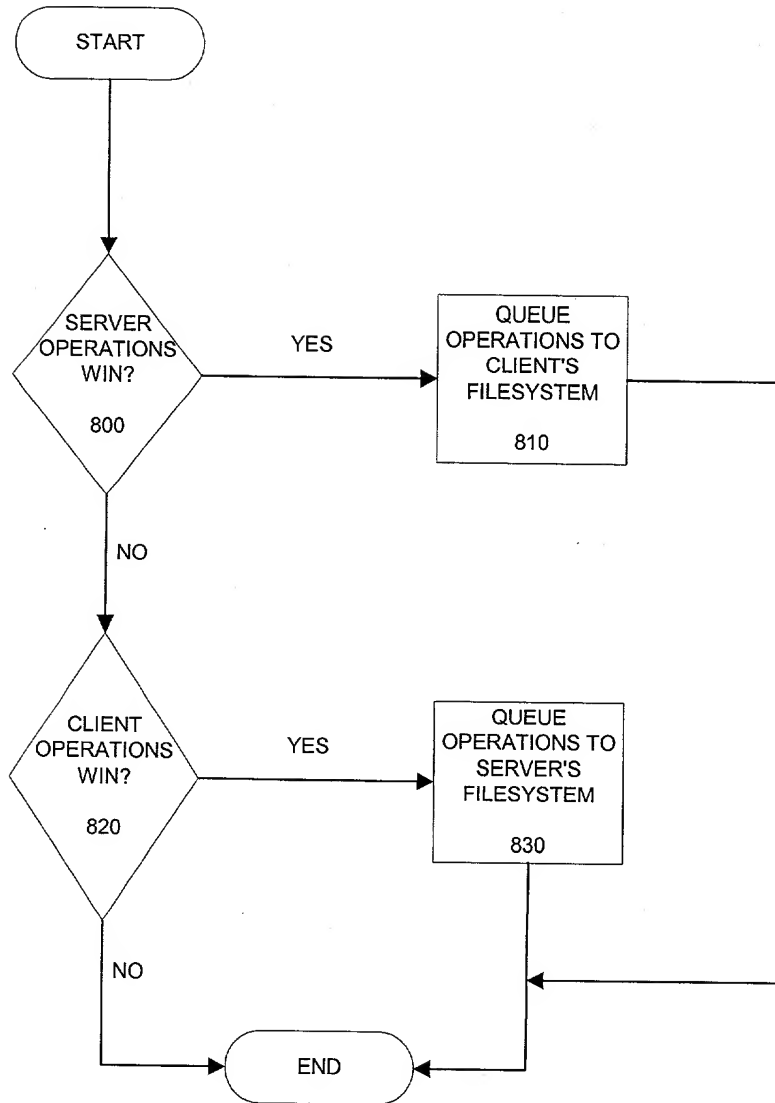 START
SERVER
OPERATIONS
WIN?
800
YES
QUEUE
OPERATIONS TO
CLIENT'S
FILESYSTEM
810
NO
CLIENT
OPERATIONS
WIN?
820
YES
QUEUE
OPERATIONS TO
SERVER'S
FILESYSTEM
830
NO
END